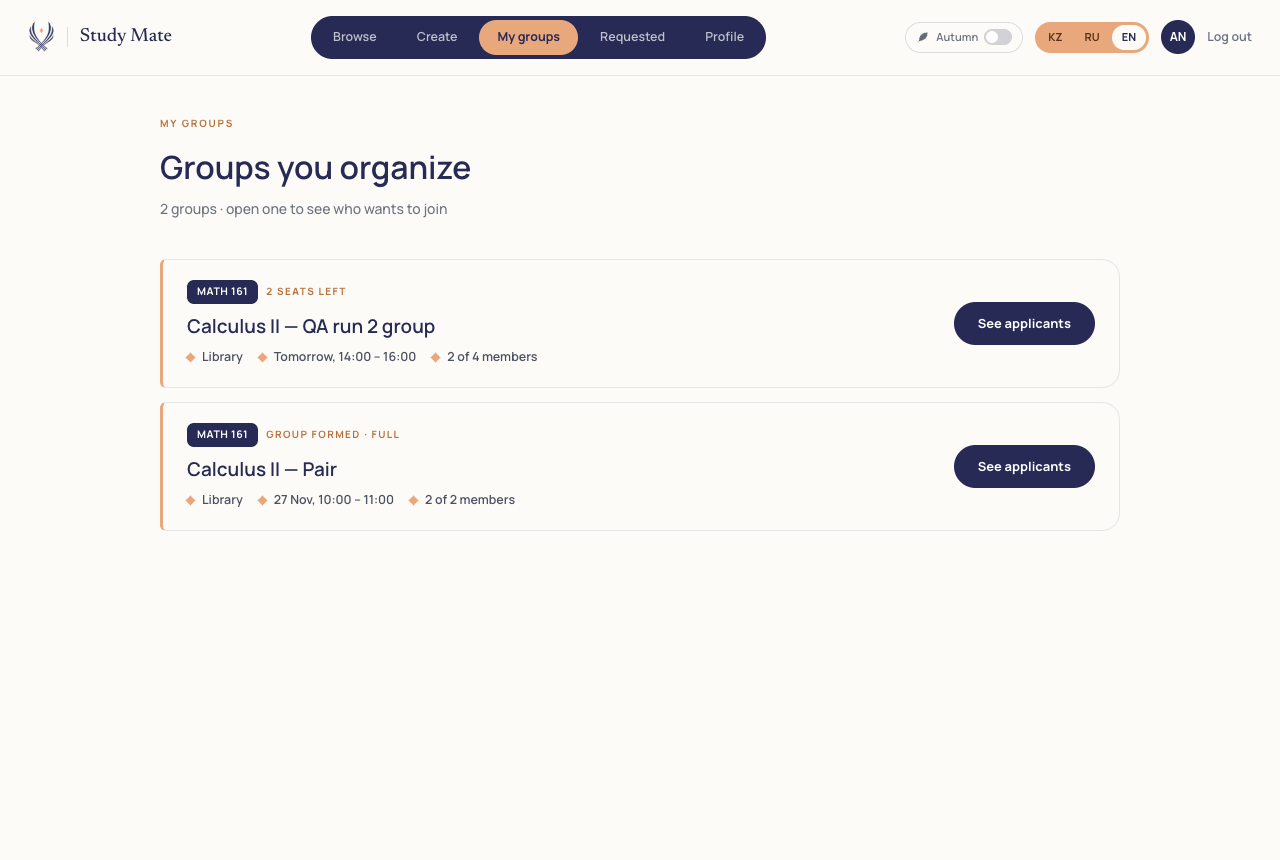 Study Mate
Browse Create My groups Requested Profile
Autumn
KZ RU EN
AN
Log out
MY GROUPS
Groups you organize
2 groups · open one to see who wants to join
MATH 161 2 SEATS LEFT
Calculus II — QA run 2 group
Library Tomorrow, 14:00 – 16:00 2 of 4 members
See applicants
MATH 161 GROUP FORMED · FULL
Calculus II — Pair
Library 27 Nov, 10:00 – 11:00 2 of 2 members
See applicants